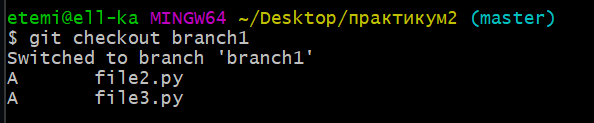 etemi@ell-ka MINGW64 ~/Desktop/практикум2 (master)
$ git checkout branch1
Switched to branch 'branch1'
A       file2.py
A       file3.py